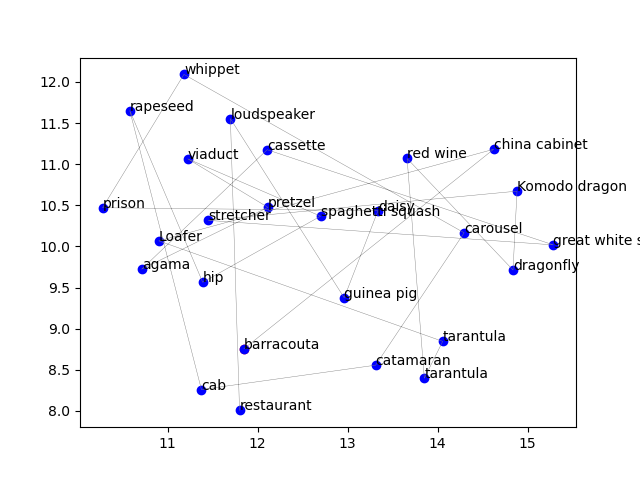 whippet
rapeseed
loudspeaker
cassette
viaduct
red wine
china cabinet
Komodo dragon
prison
stretcher
pretzel
spaghetti squash
daisy
carousel
great white s
Loafer
agama
hip
dragonfly
guinea pig
barracouta
tarantula
catamaran
tarantula
cab
restaurant
12.0
11.5
11.0
10.5
10.0
9.5
9.0
8.5
8.0
11 12 13 14 15